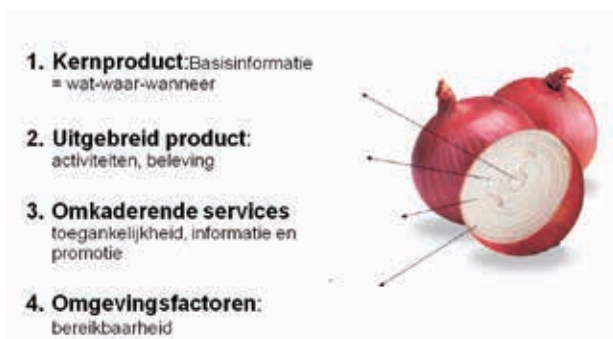 1. Kernproduct:Basisinformatie
= wat-waar-wanneer
2. Uitgebreid product:
activiteiten, beleving
3. Omkaderende services
toegankelijkheid, informatie en
promotie
4. Omgevingsfactoren:
bereikbaarheid